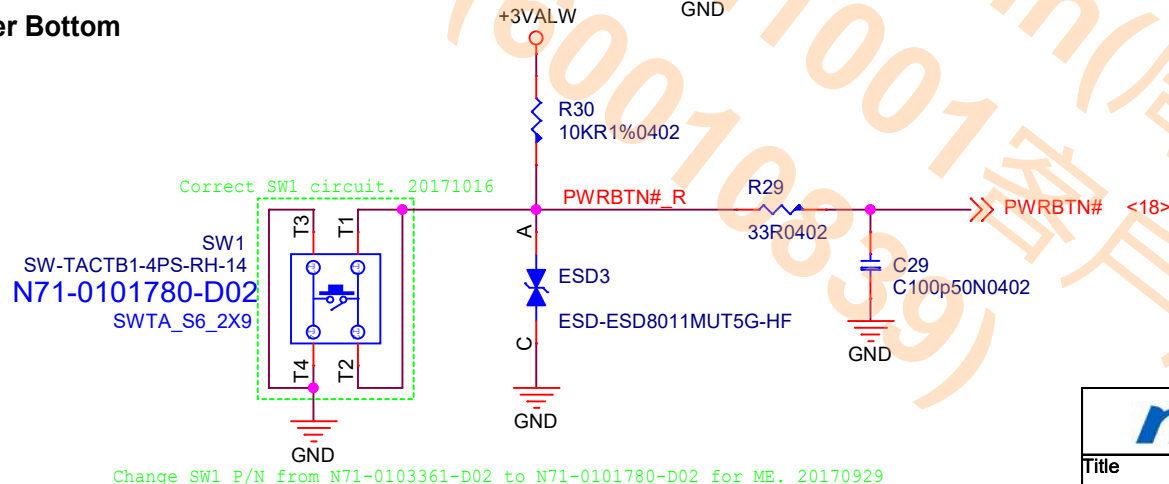 er Bottom
+3VALW
GND
R30
10KR1%0402
Correct SW1 circuit. 20171016
T3
T1
SW1
SW-TACTB1-4PS-RH-14
N71-0101780-D02
SWTA_S6_2X9
T4
T2
GND
PWRBTN#_R
A
ESD3
ESD-ESD8011MUT5G-HF
C
GND
R29
33R0402
PWRBTN# <18>
C29
C100p50N0402
GND
Change SW1 P/N from N71-0103361-D02 to N71-0101780-D02 for ME. 20170929
Title